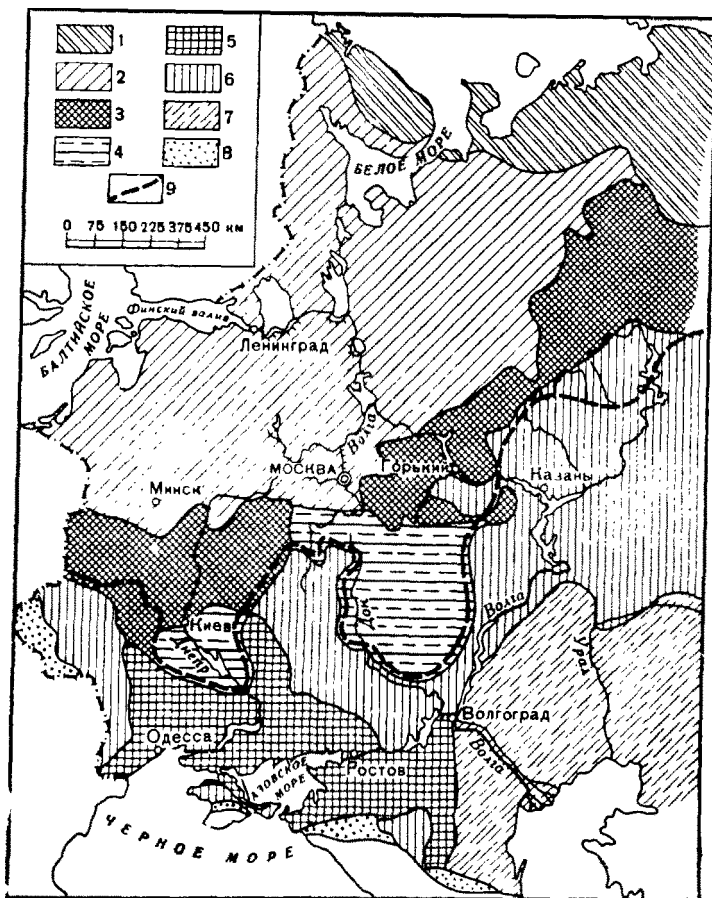 1
2
3
4
5
6
7
8
9
0 75 150 225 375 450 км
БЕЛОЕ МОРЕ
БАЛТИЙСКОЕ
МОРЕ
Финский залив
Ленинград
Волга
МОСКВА
Горький
Казань
Минск
Киев
Днепр
Дон
Волга
Урал
Волгоград
Волга
Одесса
Ростов
АЗОВСКОЕ
МОРЕ
ЧЕРНОЕ МОРЕ